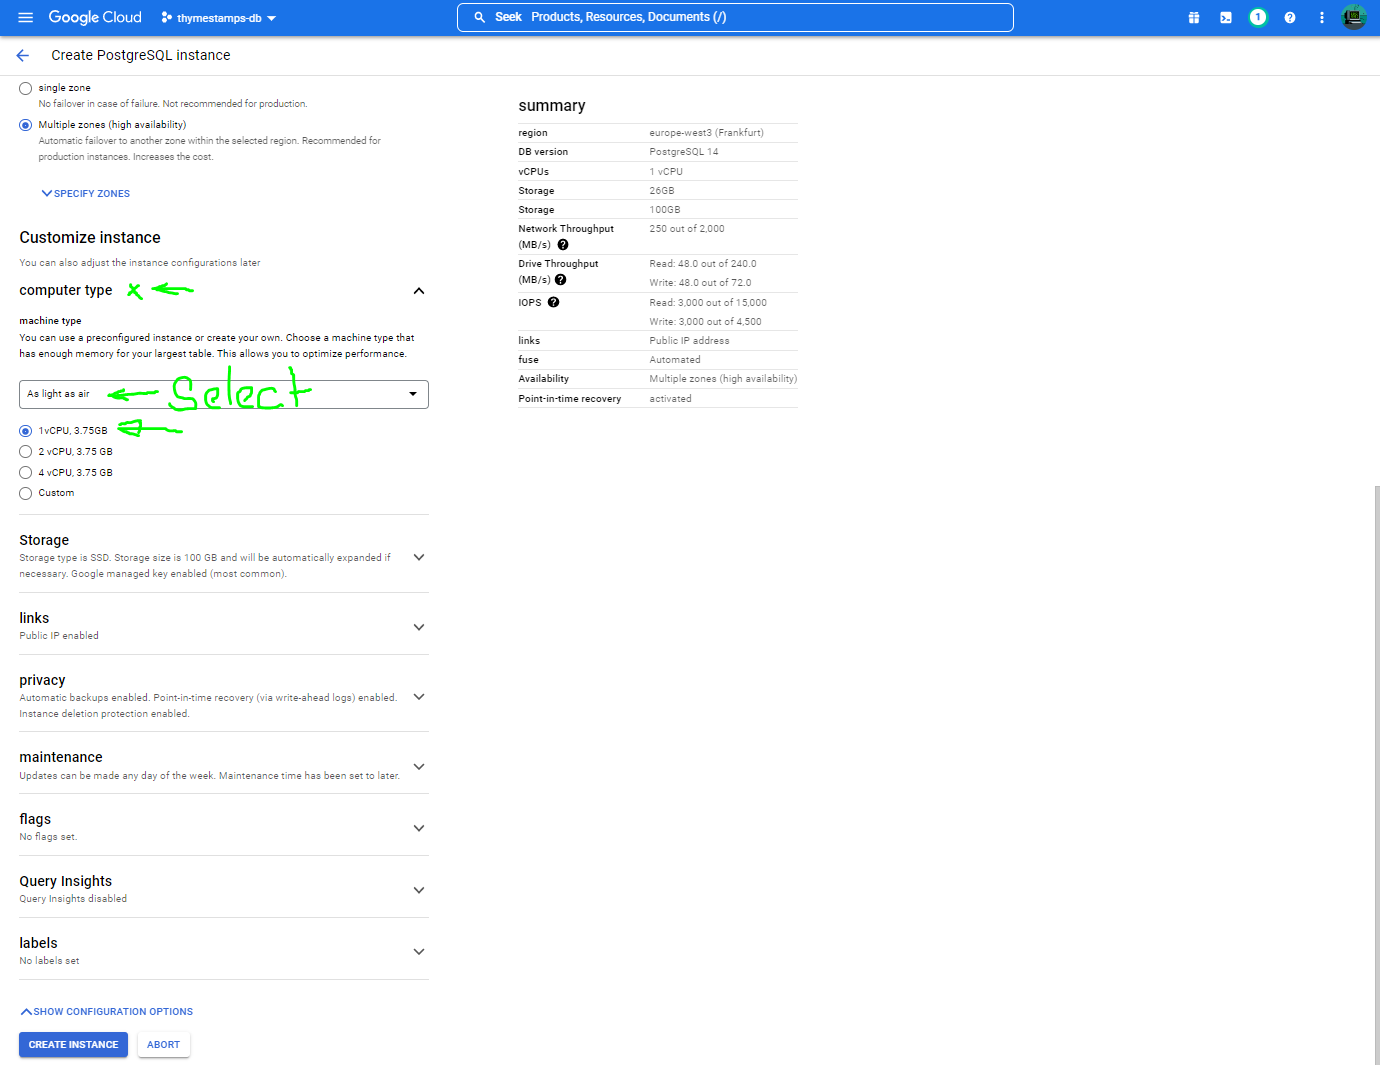 Google Cloud
thymestamps-db
Seek Products, Resources, Documents (/)
1
Create PostgreSQL instance
single zone
No failover in case of failure. Not recommended for production.
Multiple zones (high availability)
Automatic failover to another zone within the selected region. Recommended for
production instances. Increases the cost.
SPECIFY ZONES
Customize instance
You can also adjust the instance configurations later
computer type x
machine type
You can use a preconfigured instance or create your own. Choose a machine type that
has enough memory for your largest table. This allows you to optimize performance.
As light as air
Select
1vCPU, 3.75GB
2 vCPU, 3.75 GB
4 vCPU, 3.75 GB
Custom
Storage
Storage type is SSD. Storage size is 100 GB and will be automatically expanded if
necessary. Google managed key enabled (most common).
links
Public IP enabled
privacy
Automatic backups enabled. Point-in-time recovery (via write-ahead logs) enabled.
Instance deletion protection enabled.
maintenance
Updates can be made any day of the week. Maintenance time has been set to later.
flags
No flags set.
Query Insights
Query Insights disabled
labels
No labels set
SHOW CONFIGURATION OPTIONS
CREATE INSTANCE
ABORT
summary
region europe-west3 (Frankfurt)
DB version PostgreSQL 14
vCPUs 1 vCPU
Storage 26GB
Storage 100GB
Network Throughput 250 out of 2,000
(MB/s)
Drive Throughput Read: 48.0 out of 240.0
(MB/s) Write: 48.0 out of 72.0
IOPS Read: 3,000 out of 15,000
Write: 3,000 out of 4,500
links Public IP address
fuse Automated
Availability Multiple zones (high availability)
Point-in-time recovery activated